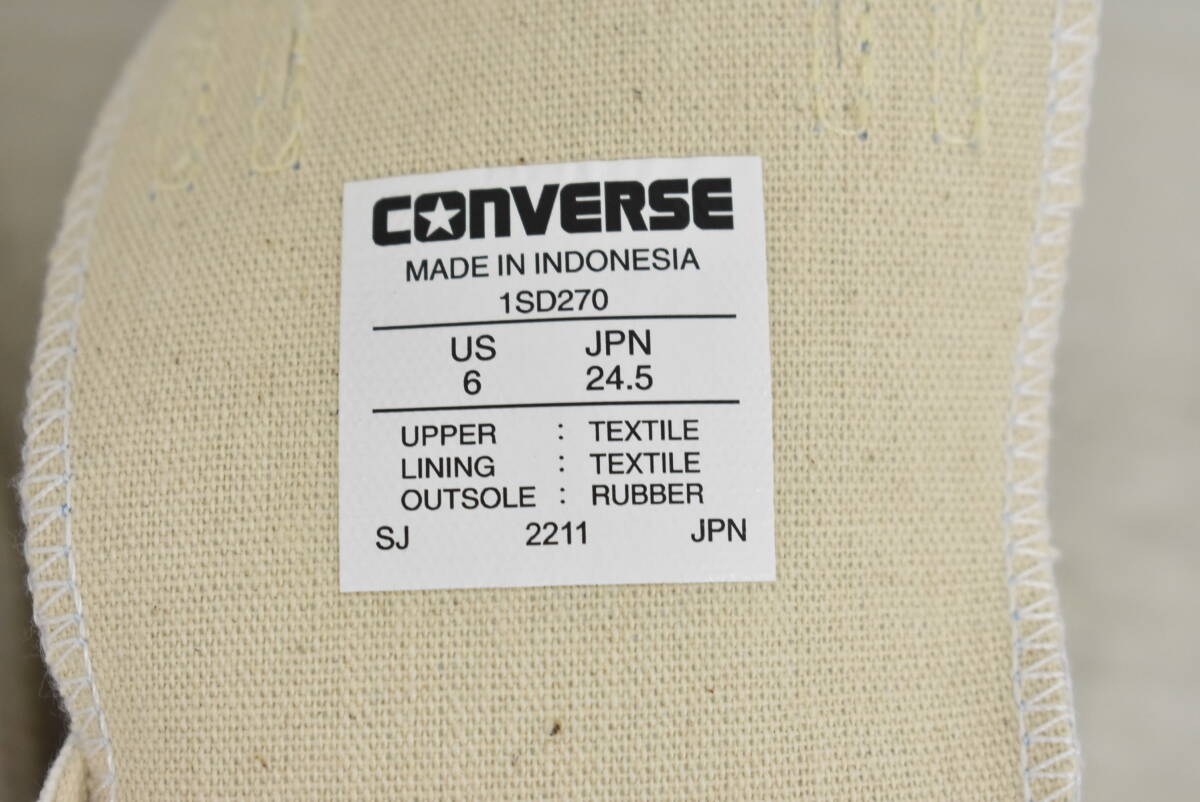 CONVERSE
MADE IN INDONESIA
1SD270
US JPN
6 24.5
UPPER : TEXTILE
LINING : TEXTILE
OUTSOLE : RUBBER
SJ 2211 JPN